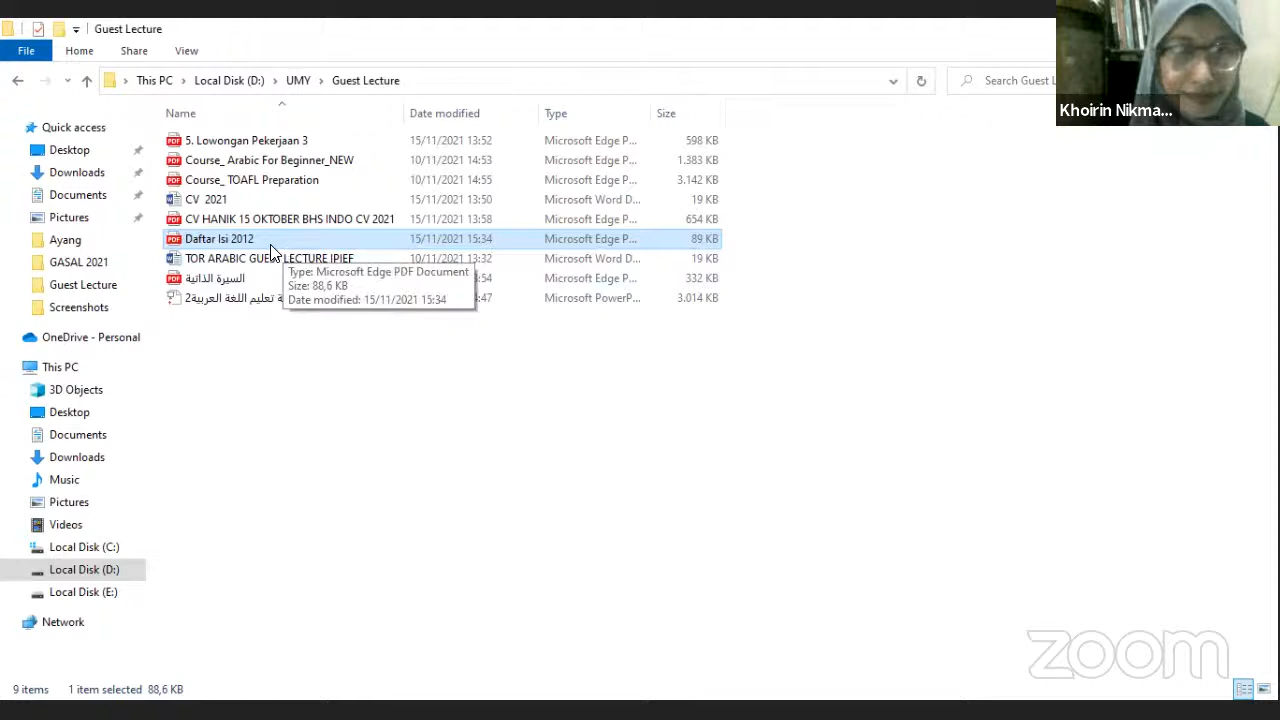 Guest Lecture
File Home Share View
This PC Local Disk (D:) UMY Guest Lecture Search Guest L
Khoirin Nikma...
Name Date modified Type Size
Quick access
Desktop
Downloads
Documents
Pictures
Ayang
GASAL 2021
Guest Lecture
Screenshots
OneDrive - Personal
This PC
3D Objects
Desktop
Documents
Downloads
Music
Pictures
Videos
Local Disk (C:)
Local Disk (D:)
Local Disk (E:)
Network
5. Lowongan Pekerjaan 3 15/11/2021 13:52 Microsoft Edge P... 598 KB
Course_ Arabic For Beginner_NEW 10/11/2021 14:53 Microsoft Edge P... 1.383 KB
Course_ TOAFL Preparation 10/11/2021 14:55 Microsoft Edge P... 3.142 KB
CV 2021 15/11/2021 13:50 Microsoft Word D... 19 KB
CV HANIK 15 OKTOBER BHS INDO CV 2021 15/11/2021 13:58 Microsoft Edge P... 654 KB
Daftar Isi 2012 15/11/2021 15:34 Microsoft Edge P... 89 KB
TOR ARABIC GUEST LECTURE IPIEF 10/11/2021 13:32 Microsoft Word D... 19 KB
السيرة الذاتية :54 Microsoft Edge P... 332 KB
تعليم اللغة العربية2 :47 Microsoft PowerP... 3.014 KB
Type: Microsoft Edge PDF Document
Size: 88,6 KB
Date modified: 15/11/2021 15:34
zoom
9 items 1 item selected 88,6 KB